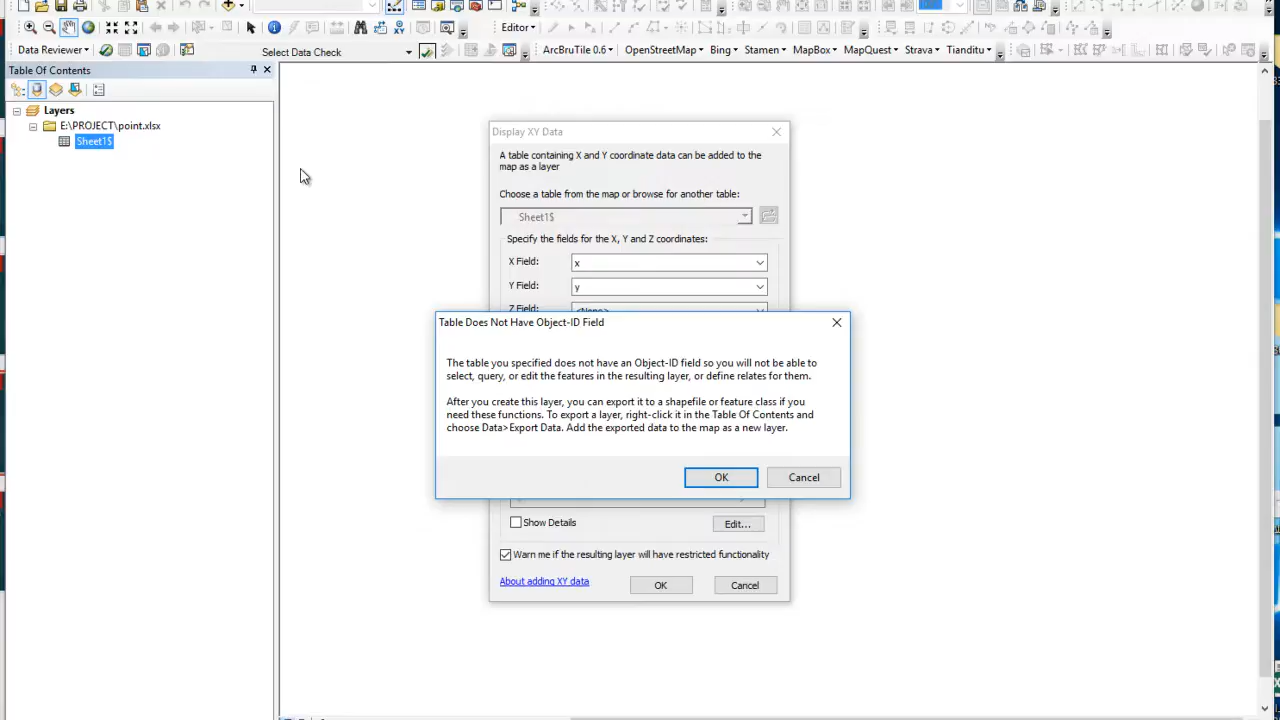 Editor
Data Reviewer
Select Data Check
ArcBruTile 0.6
OpenStreetMap
Bing
Stamen
MapBox
MapQuest
Strava
Tianditu
Table Of Contents
Layers
E:\PROJECT\point.xlsx
Sheet1$
Display XY Data
A table containing X and Y coordinate data can be added to the
map as a layer
Choose a table from the map or browse for another table:
Sheet1$
Specify the fields for the X, Y and Z coordinates:
X Field:
x
Y Field:
y
Z Field:
<None>
Table Does Not Have Object-ID Field
The table you specified does not have an Object-ID field so you will not be able to
select, query, or edit the features in the resulting layer, or define relates for them.
After you create this layer, you can export it to a shapefile or feature class if you
need these functions. To export a layer, right-click it in the Table Of Contents and
choose Data>Export Data. Add the exported data to the map as a new layer.
OK
Cancel
Show Details
Edit...
Warn me if the resulting layer will have restricted functionality
About adding XY data
OK
Cancel